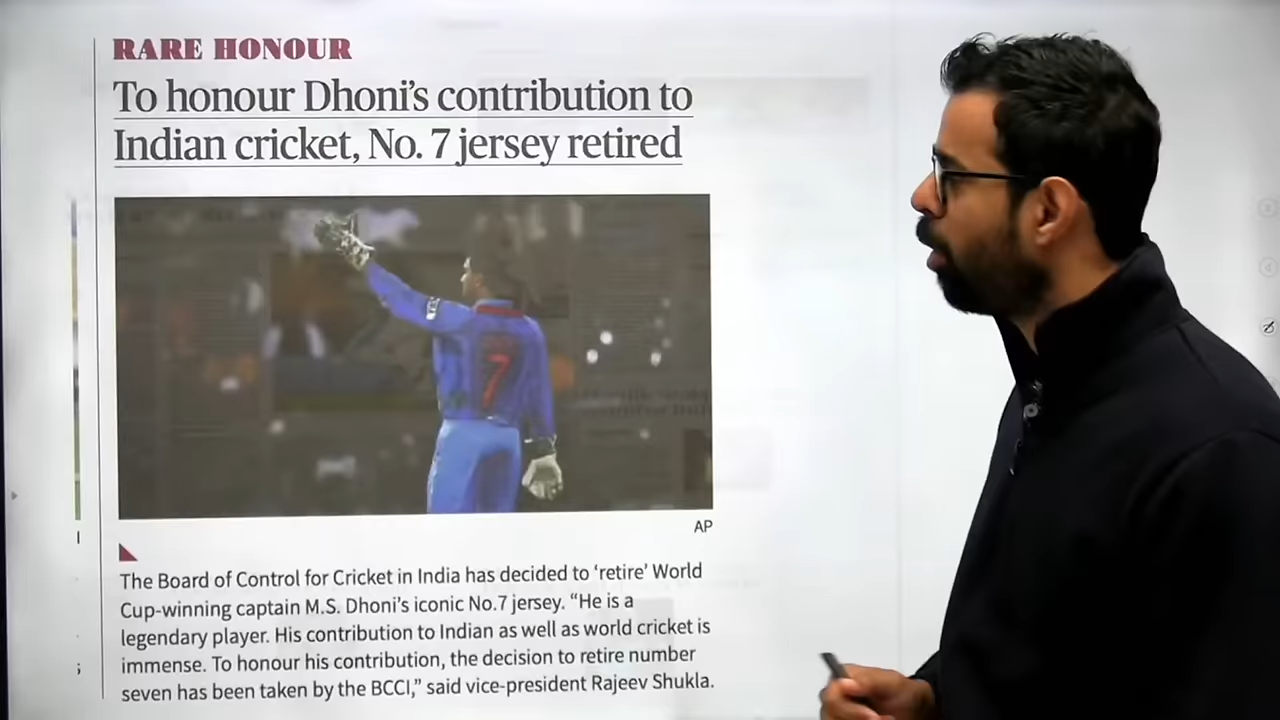 RARE HONOUR
To honour Dhoni's contribution to
Indian cricket, No. 7 jersey retired
7
AP
The Board of Control for Cricket in India has decided to ‘retire’ World
Cup-winning captain M.S. Dhoni's iconic No.7 jersey. “He is a
legendary player. His contribution to Indian as well as world cricket is
immense. To honour his contribution, the decision to retire number
seven has been taken by the BCCI,” said vice-president Rajeev Shukla.